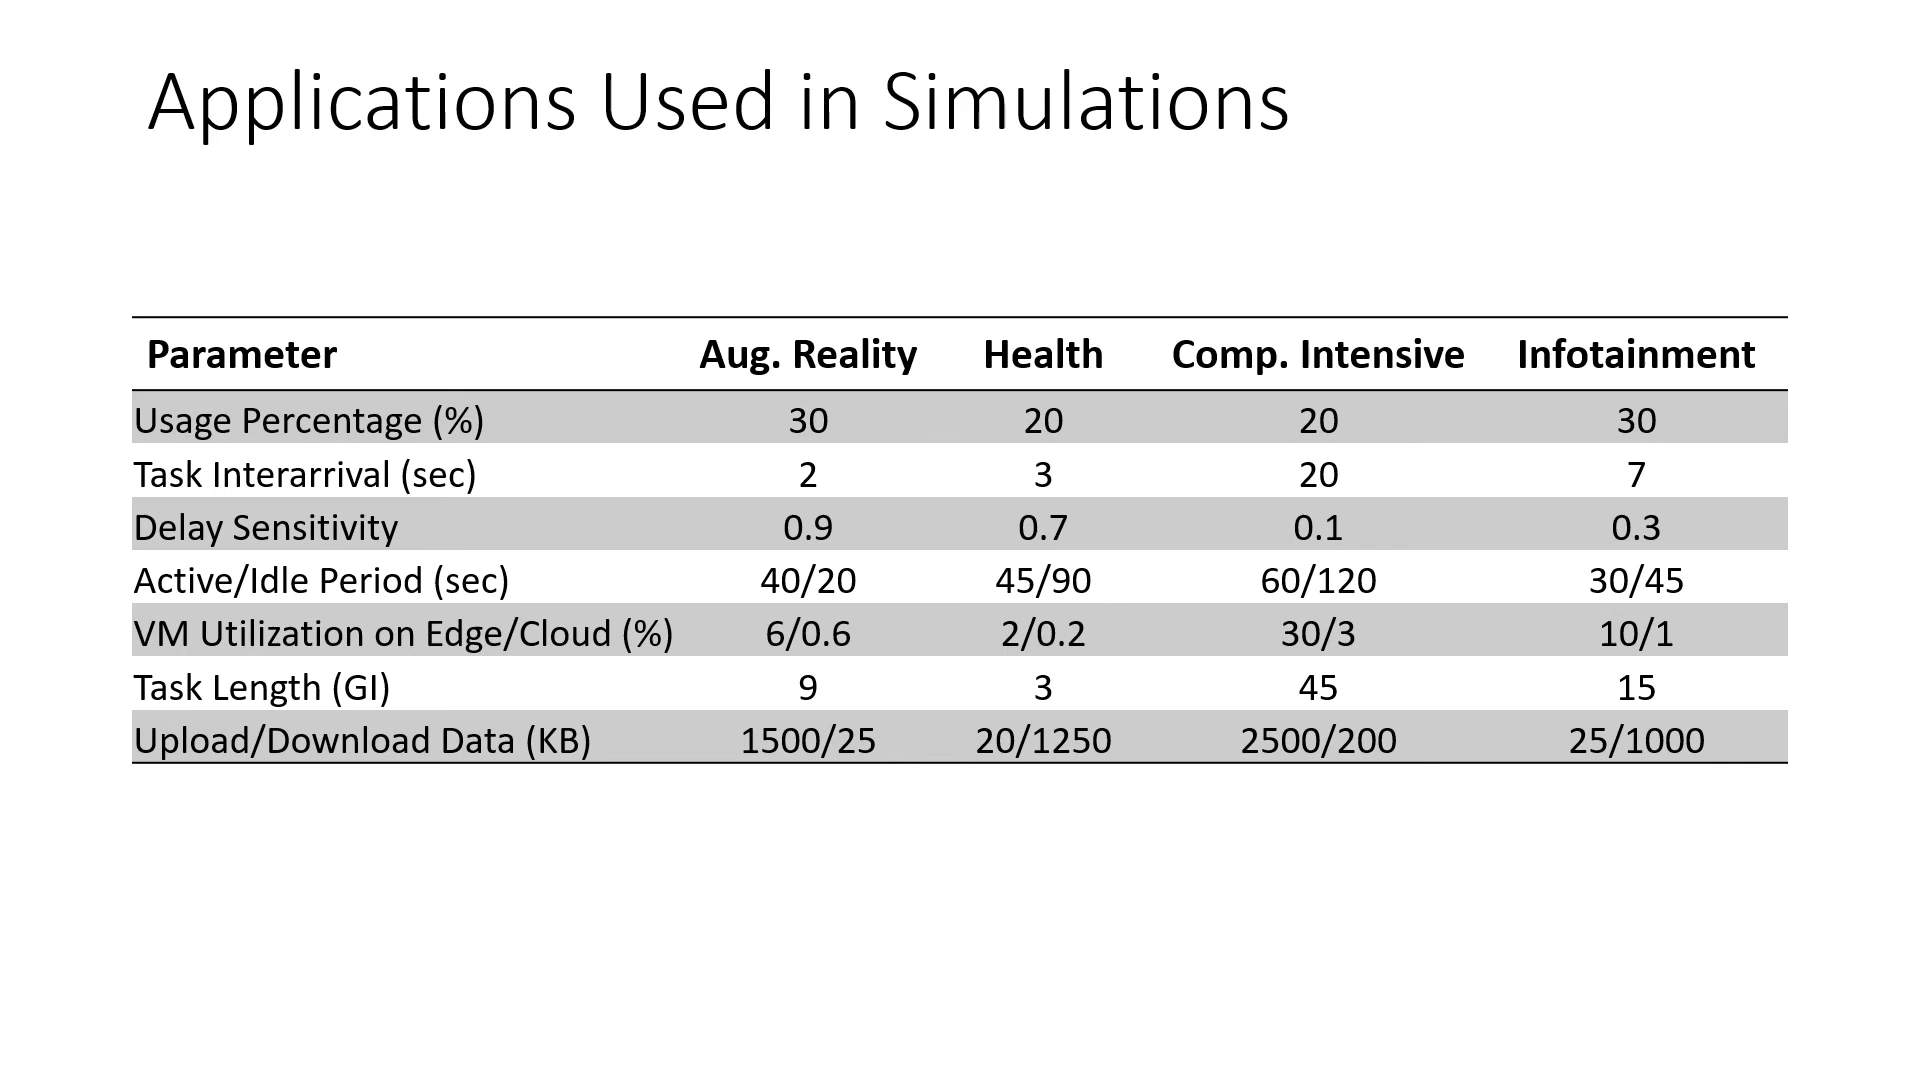 Applications Used in Simulations
Parameter Aug. Reality Health Comp. Intensive Infotainment
Usage Percentage (%) 30 20 20 30
Task Interarrival (sec) 2 3 20 7
Delay Sensitivity 0.9 0.7 0.1 0.3
Active/Idle Period (sec) 40/20 45/90 60/120 30/45
VM Utilization on Edge/Cloud (%) 6/0.6 2/0.2 30/3 10/1
Task Length (GI) 9 3 45 15
Upload/Download Data (KB) 1500/25 20/1250 2500/200 25/1000